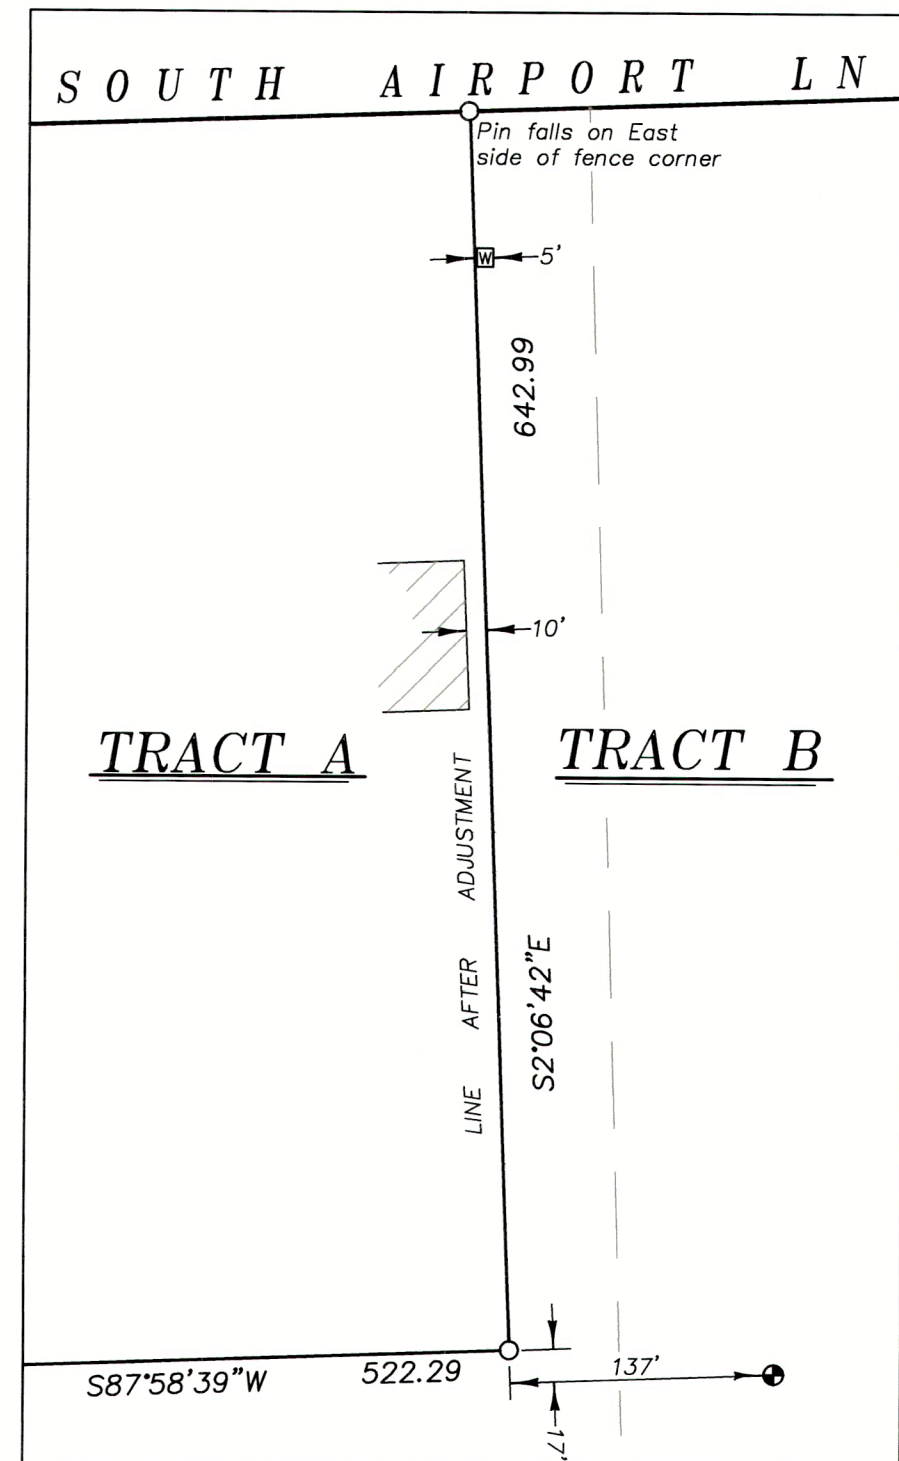 SOUTH AIRPORT LN
Pin falls on East
side of fence corner
W
5'
642.99
10'
TRACT A
TRACT B
LINE AFTER ADJUSTMENT
S2°06'42"E
S87°58'39"W
522.29
137'
17'